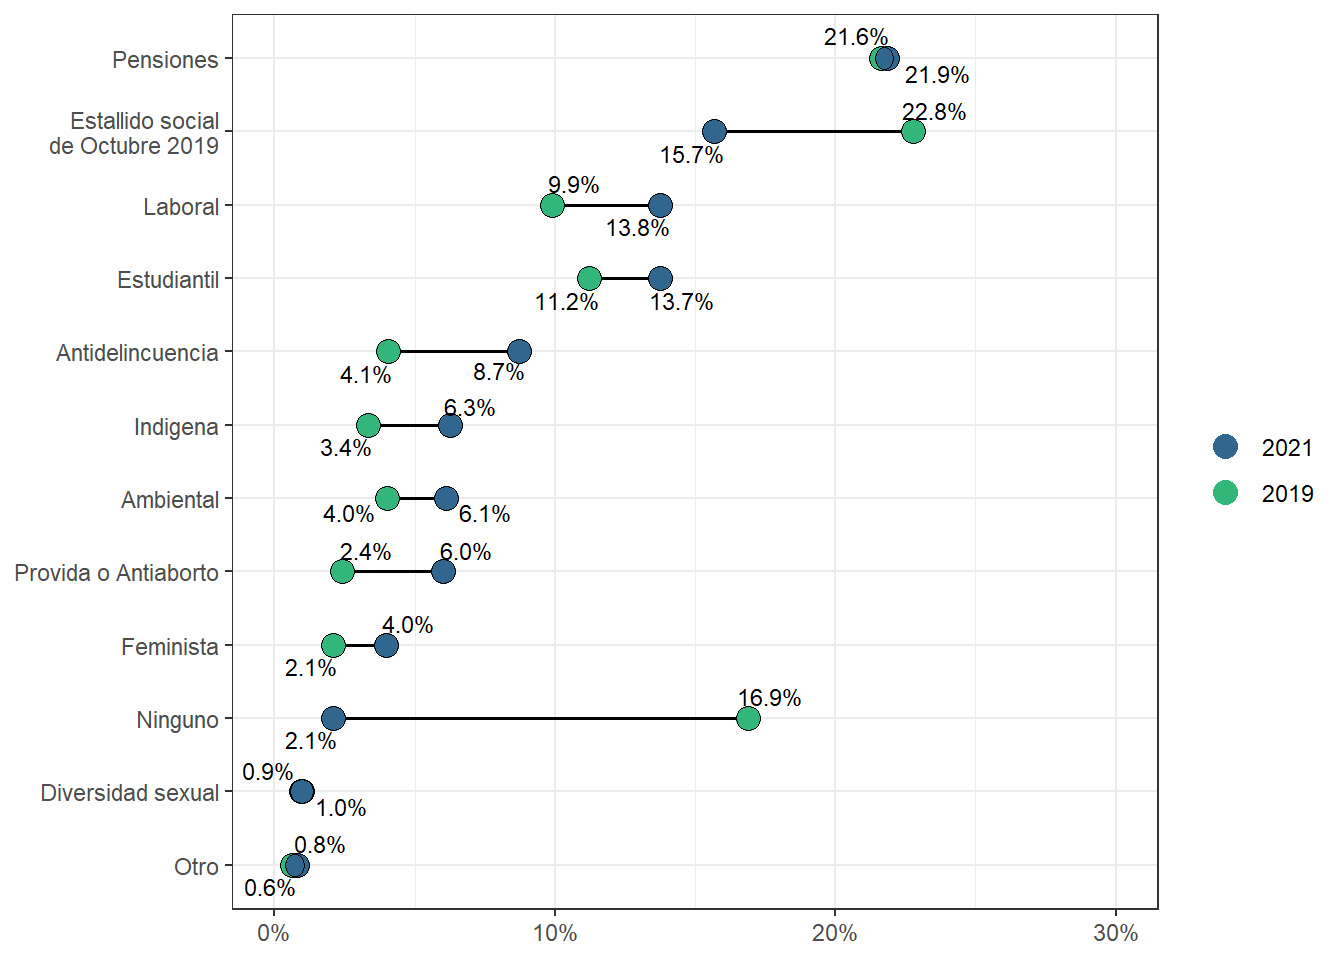 Pensiones
21.6%
21.9%
Estallido social
de Octubre 2019
22.8%
15.7%
Laboral
9.9%
13.8%
Estudiantil
11.2%
13.7%
Antidelincuencia
4.1%
8.7%
Indigena
6.3%
3.4%
Ambiental
4.0%
6.1%
Provida o Antiaborto
2.4%
6.0%
Feminista
4.0%
2.1%
Ninguno
16.9%
2.1%
Diversidad sexual
0.9%
1.0%
Otro
0.8%
0.6%
0%
10%
20%
30%
2021
2019